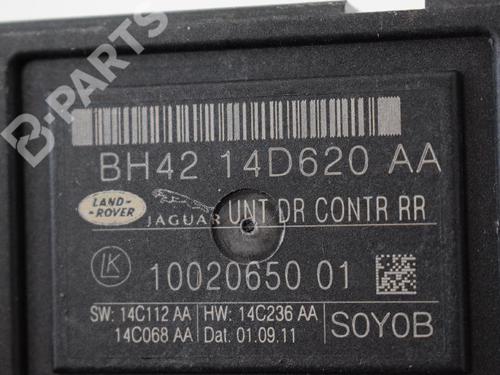 B-PARTS
BH42 14D620 AA
LAND-
-ROVER
JAGUAR UNT DR CONTR RR
LK 10020650 01
SW: 14C112 AA HW: 14C236 AA
14C068 AA Dat. 01.09.11
SOYOB